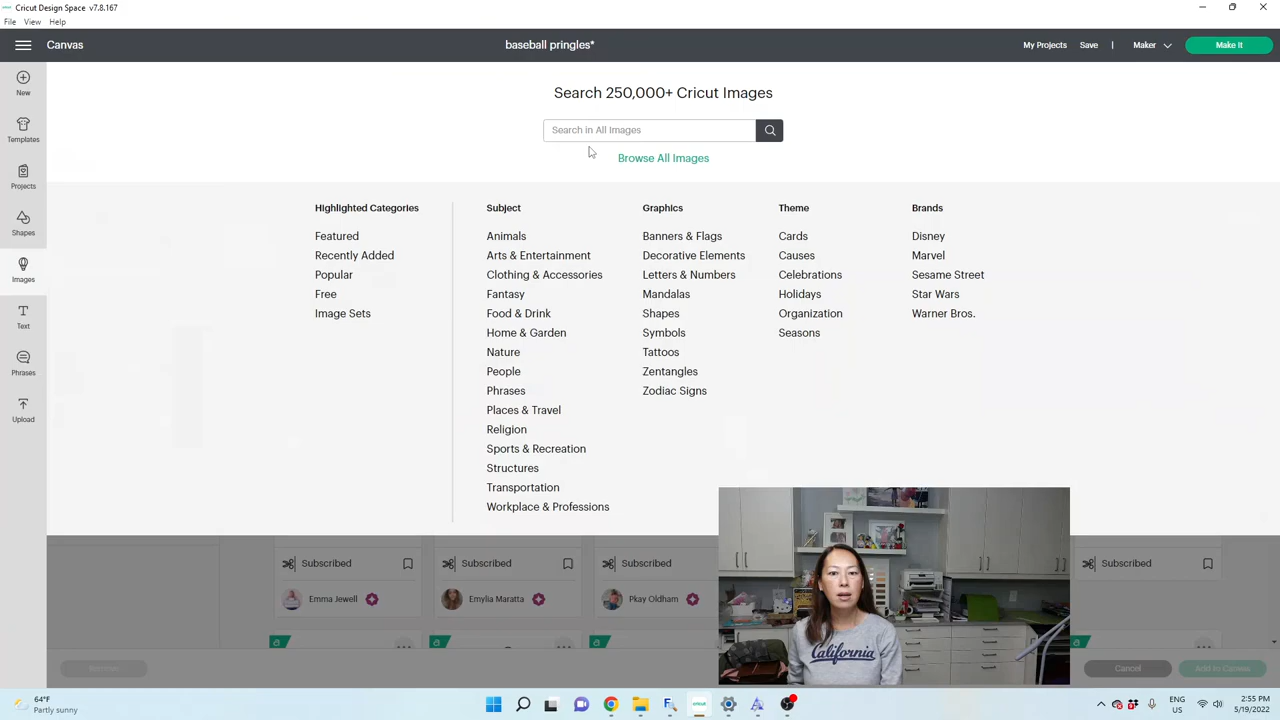 Cricut Design Space v7.8.167
File View Help
Canvas
baseball pringles*
My Projects Save | Maker Make It
New
Templates
Projects
Shapes
Images
Text
Phrases
Upload
Search 250,000+ Cricut Images
Search in All Images
Browse All Images
Highlighted Categories
Featured
Recently Added
Popular
Free
Image Sets
Subject
Animals
Arts & Entertainment
Clothing & Accessories
Fantasy
Food & Drink
Home & Garden
Nature
People
Phrases
Places & Travel
Religion
Sports & Recreation
Structures
Transportation
Workplace & Professions
Graphics
Banners & Flags
Decorative Elements
Letters & Numbers
Mandalas
Shapes
Symbols
Tattoos
Zentangles
Zodiac Signs
Theme
Cards
Causes
Celebrations
Holidays
Organization
Seasons
Brands
Disney
Marvel
Sesame Street
Star Wars
Warner Bros.
Subscribed Subscribed Subscribed Subscribed
Emma Jewell Emylia Maratta Pkay Oldham
California
Cancel Add to Canvas
64°F
Partly sunny
ENG
US
2:55 PM
5/19/2022